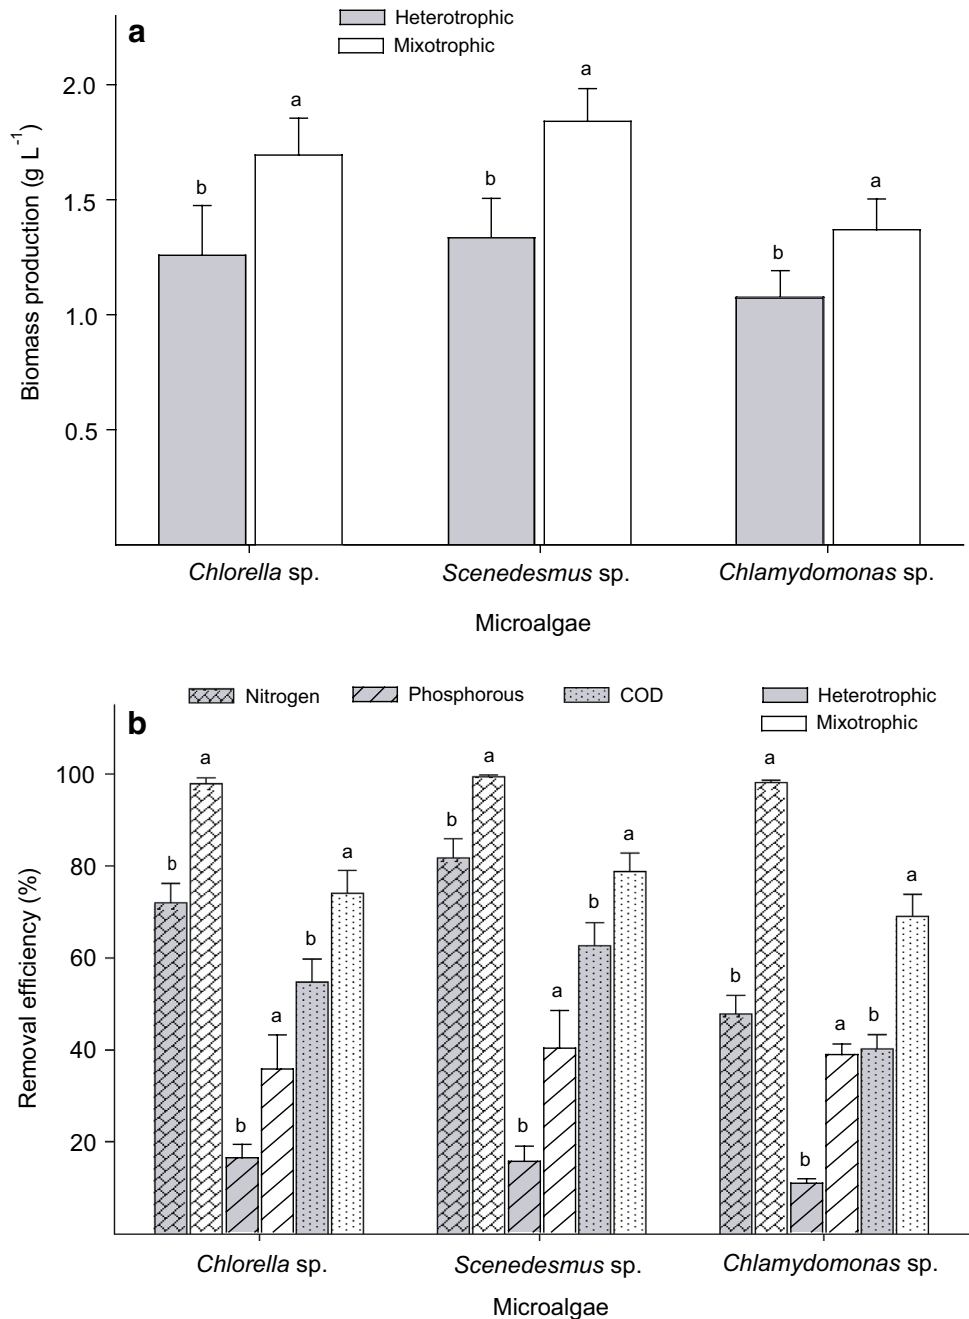 a
Heterotrophic
Mixotrophic
Biomass production (g L⁻¹)
2.0
1.5
1.0
0.5
b a b a b a
Chlorella sp. Scenedesmus sp. Chlamydomonas sp.
Microalgae
Nitrogen Phosphorous COD Heterotrophic
Mixotrophic
b
Removal efficiency (%)
100
80
60
40
20
b a b a b a
b a b a b a
b a b a b a
Chlorella sp. Scenedesmus sp. Chlamydomonas sp.
Microalgae